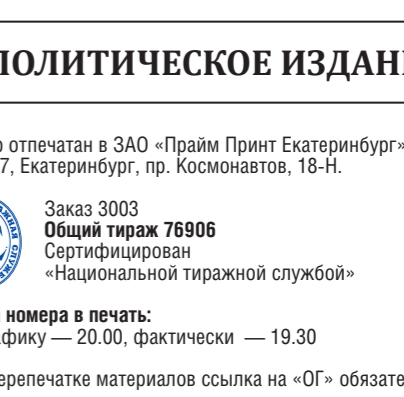 ПОЛИТИЧЕСКОЕ ИЗДАН
отпечатан в ЗАО «Прайм Принт Екатеринбург»
7, Екатеринбург, пр. Космонавтов, 18-Н.
Заказ 3003
Общий тираж 76906
Сертифицирован
«Национальной тиражной службой»
номера в печать:
афику — 20.00, фактически — 19.30
ерепечатке материалов ссылка на «ОГ» обязате